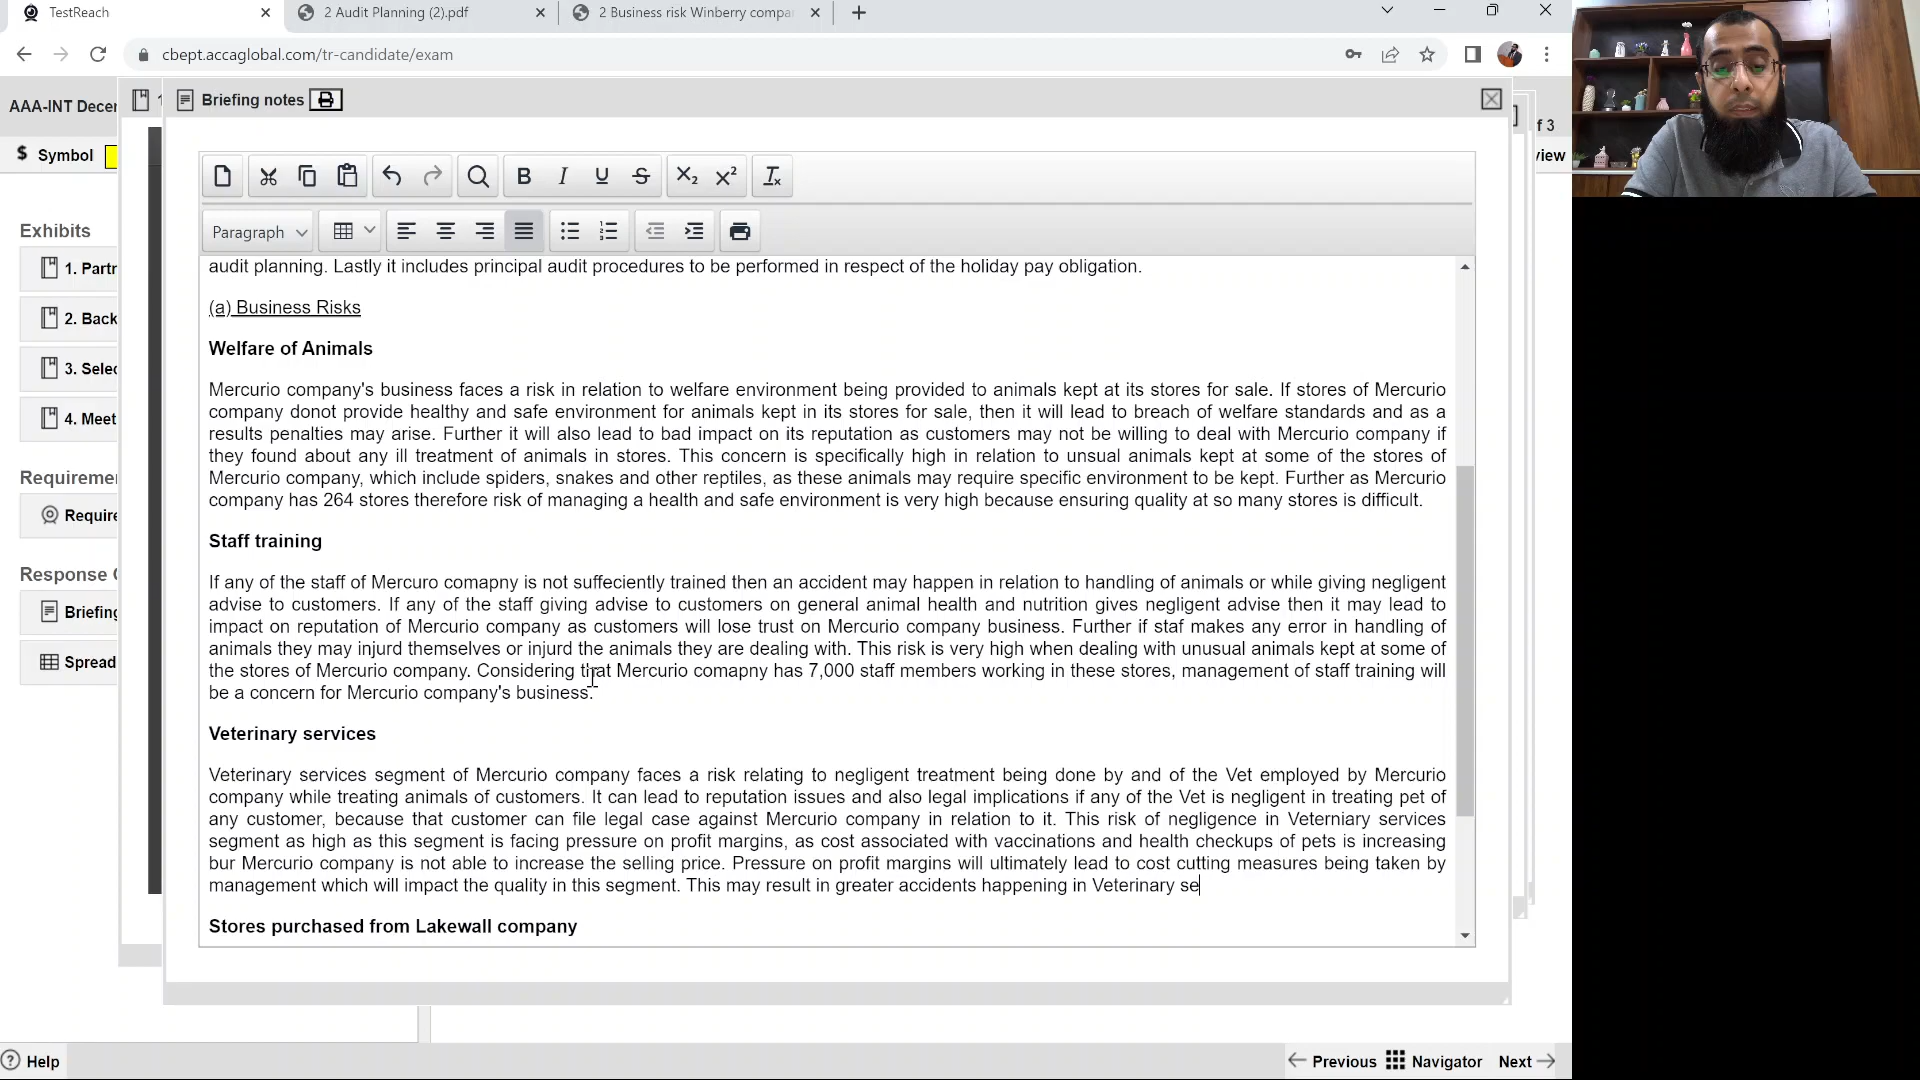 TestReach
2 Audit Planning (2).pdf
2 Business risk Winberry compa
cbept.accaglobal.com/tr-candidate/exam
AAA-INT Decer
Briefing notes
f 3
$ Symbol
view
Paragraph
Exhibits
1. Partr
2. Back
3. Selec
4. Meet
Requiremer
Require
Response
Briefing
Spread
audit planning. Lastly it includes principal audit procedures to be performed in respect of the holiday pay obligation.
(a) Business Risks
Welfare of Animals
Mercurio company's business faces a risk in relation to welfare environment being provided to animals kept at its stores for sale. If stores of Mercurio
company donot provide healthy and safe environment for animals kept in its stores for sale, then it will lead to breach of welfare standards and as a
results penalties may arise. Further it will also lead to bad impact on its reputation as customers may not be willing to deal with Mercurio company if
they found about any ill treatment of animals in stores. This concern is specifically high in relation to unsual animals kept at some of the stores of
Mercurio company, which include spiders, snakes and other reptiles, as these animals may require specific environment to be kept. Further as Mercurio
company has 264 stores therefore risk of managing a health and safe environment is very high because ensuring quality at so many stores is difficult.
Staff training
If any of the staff of Mercuro comapny is not suffeciently trained then an accident may happen in relation to handling of animals or while giving negligent
advise to customers. If any of the staff giving advise to customers on general animal health and nutrition gives negligent advise then it may lead to
impact on reputation of Mercurio company as customers will lose trust on Mercurio company business. Further if staf makes any error in handling of
animals they may injurd themselves or injurd the animals they are dealing with. This risk is very high when dealing with unusual animals kept at some of
the stores of Mercurio company. Considering that Mercurio comapny has 7,000 staff members working in these stores, management of staff training will
be a concern for Mercurio company's business.
Veterinary services
Veterinary services segment of Mercurio company faces a risk relating to negligent treatment being done by and of the Vet employed by Mercurio
company while treating animals of customers. It can lead to reputation issues and also legal implications if any of the Vet is negligent in treating pet of
any customer, because that customer can file legal case against Mercurio company in relation to it. This risk of negligence in Veterniary services
segment as high as this segment is facing pressure on profit margins, as cost associated with vaccinations and health checkups of pets is increasing
bur Mercurio company is not able to increase the selling price. Pressure on profit margins will ultimately lead to cost cutting measures being taken by
management which will impact the quality in this segment. This may result in greater accidents happening in Veterinary se
Stores purchased from Lakewall company
Help
Previous
Navigator
Next